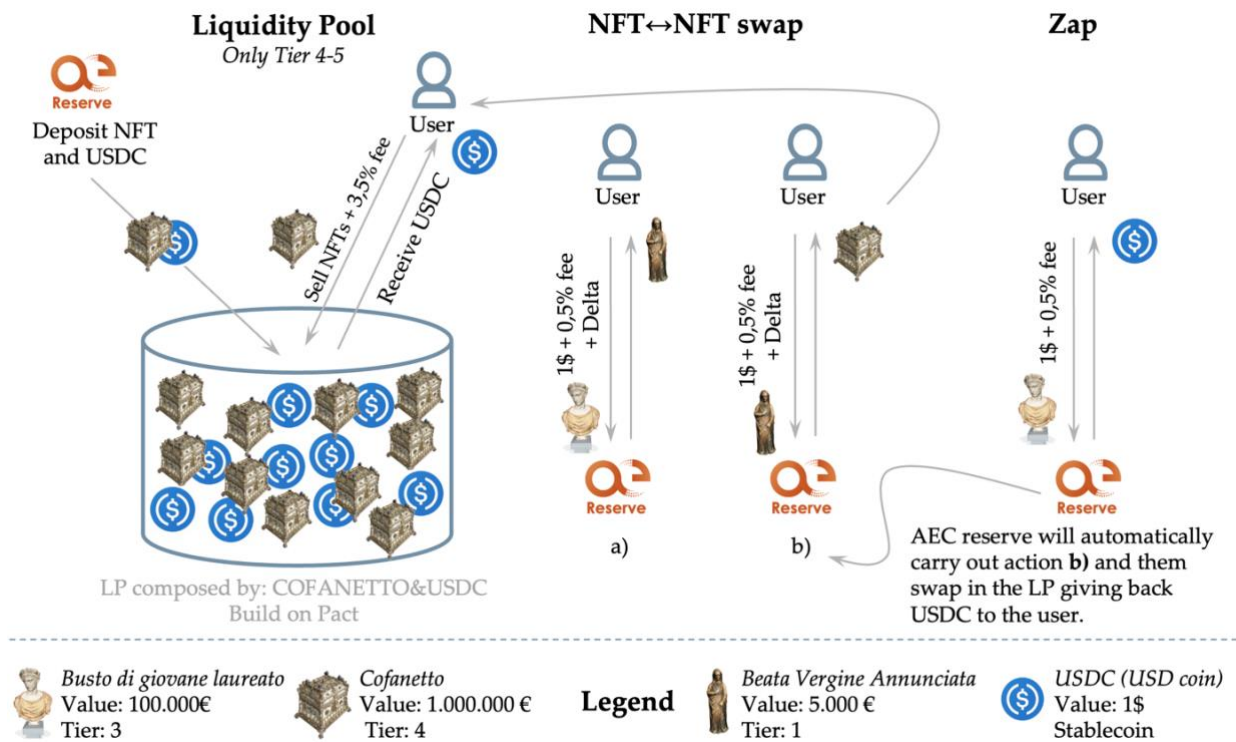 Liquidity Pool
Only Tier 4-5
NFT↔NFT swap
Zap
ae
Reserve
Deposit NFT
and USDC
User
Sell NFTs + 3,5% fee
Receive USDC
$
LP composed by: COFANETTO&USDC
Build on Pact
User
1$ + 0,5% fee
+ Delta
ae
Reserve
a)
User
1$ + 0,5% fee
+ Delta
ae
Reserve
b)
User
$
1$ + 0,5% fee
ae
Reserve
AEC reserve will automatically
carry out action b) and them
swap in the LP giving back
USDC to the user.
Busto di giovane laureato
Value: 100.000€
Tier: 3
Cofanetto
Value: 1.000.000 €
Tier: 4
Legend
Beata Vergine Annunciata
Value: 5.000 €
Tier: 1
$
USDC (USD coin)
Value: 1$
Stablecoin